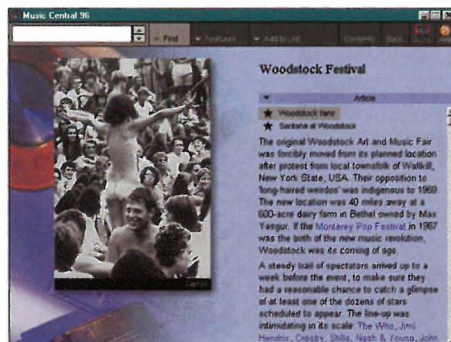 Music Central 96
Find
Features
Add to List
Contents
Back
Woodstock Festival
Article
Woodstock fans
Santana at Woodstock
The original Woodstock Art and Music Fair
was forcibly moved from its planned location
after protest from local townsfolk of Wallkill,
New York State, USA. Their opposition to
'long-haired weirdos' was indigenous to 1969.
The new location was 40 miles away at a
600-acre dairy farm in Bethel owned by Max
Yasgur. If the Monterey Pop Festival in 1967
was the birth of the new music revolution,
Woodstock was its coming of age.
A steady trail of spectators arrived up to a
week before the event, to make sure they
had a reasonable chance to catch a glimpse
of at least one of the dozens of stars
scheduled to appear. The line-up was
intimidating in its scale: The Who, Jimi
Hendrix, Crosby, Stills, Nash & Young, John
Caption